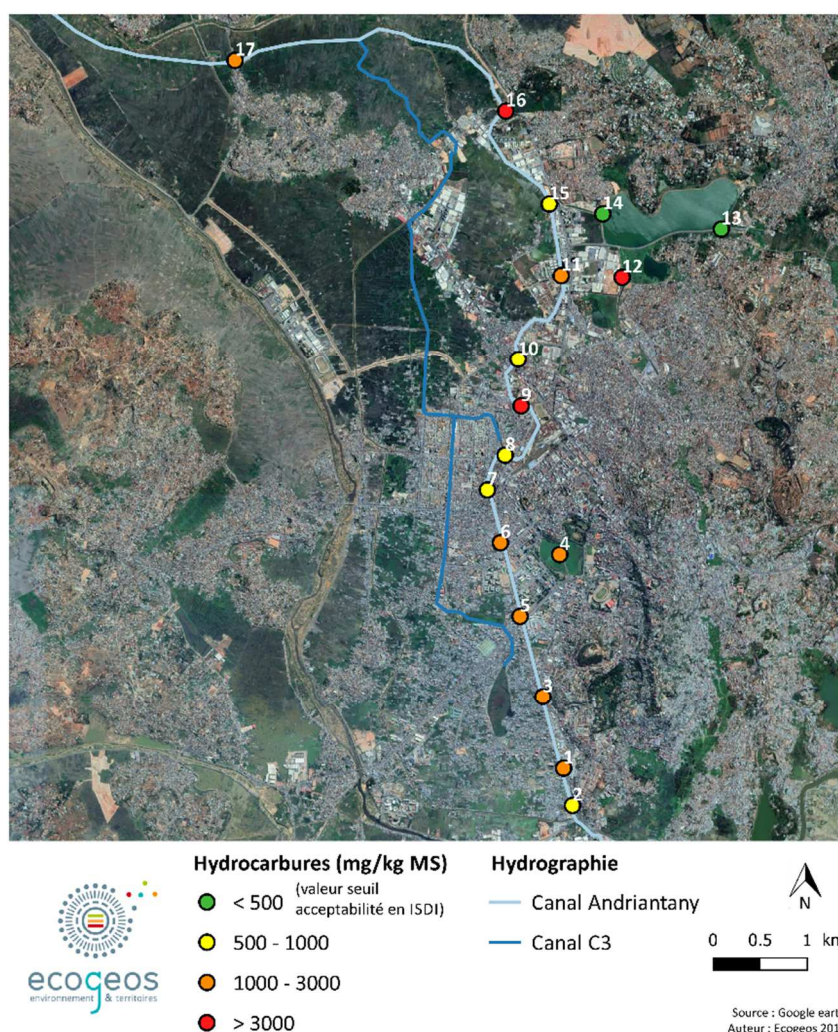 17
16
15
14
13
11
12
10
9
8
7
6
4
5
3
1
2
Hydrocarbures (mg/kg MS)
< 500 (valeur seuil
acceptabilité en ISDI)
500 - 1000
1000 - 3000
> 3000
Hydrographie
Canal Andriantany
Canal C3
N
0 0.5 1 kn
ecogeos
environnement & territoires
Source : Google eart
Auteur : Ecogeos 201